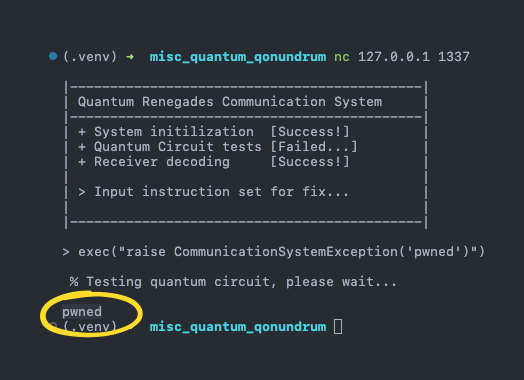 (.venv) → misc_quantum_qonundrum nc 127.0.0.1 1337
|--------------------------------------------|
| Quantum Renegades Communication System |
|--------------------------------------------|
| + System initilization [Success!] |
| + Quantum Circuit tests [Failed...] |
| + Receiver decoding [Success!] |
| |
| > Input instruction set for fix... |
| |
|--------------------------------------------|
> exec("raise CommunicationSystemException('pwned')")
% Testing quantum circuit, please wait...
pwned
(.venv) misc_quantum_qonundrum